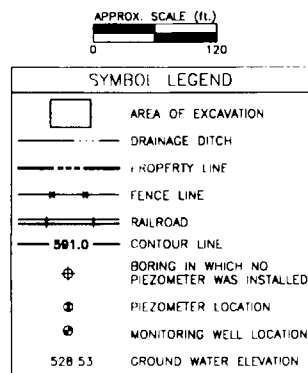 APPROX. SCALE (ft.)
0 120
SYMBOL LEGEND
AREA OF EXCAVATION
DRAINAGE DITCH
PROPERTY LINE
FENCE LINE
RAILROAD
591.0 CONTOUR LINE
BORING IN WHICH NO
PIEZOMETER WAS INSTALLED
PIEZOMETER LOCATION
MONITORING WELL LOCATION
528 53 GROUND WATER ELEVATION